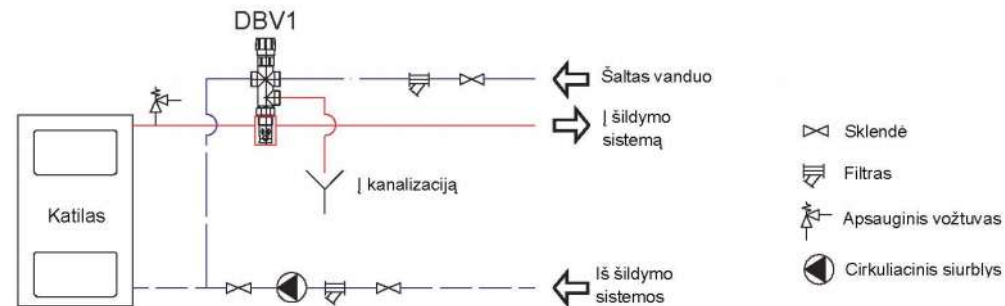 DBV1
Šaltas vanduo
Į šildymo
sistemą
Į kanalizaciją
Katilas
Iš šildymo
sistemos
Sklendė
Filtras
Apsauginis vožtuvas
Cirkuliacinis siurblys